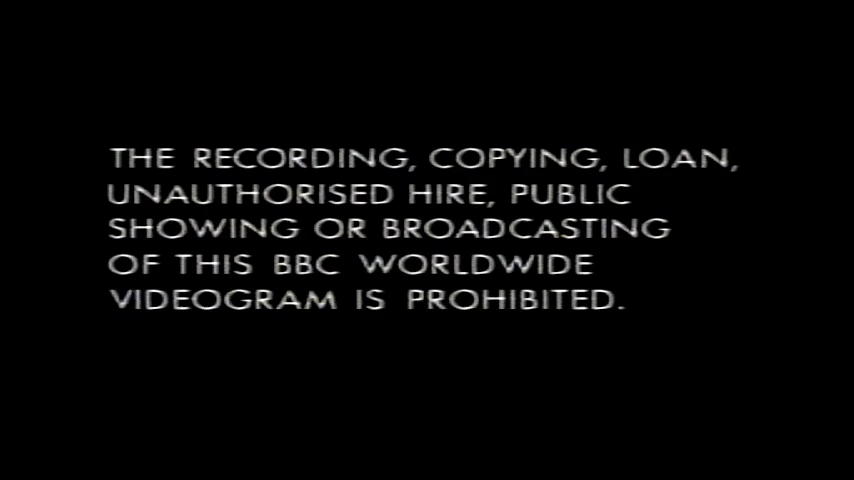 THE RECORDING, COPYING, LOAN,
UNAUTHORISED HIRE, PUBLIC
SHOWING OR BROADCASTING
OF THIS BBC WORLDWIDE
VIDEOGRAM IS PROHIBITED.